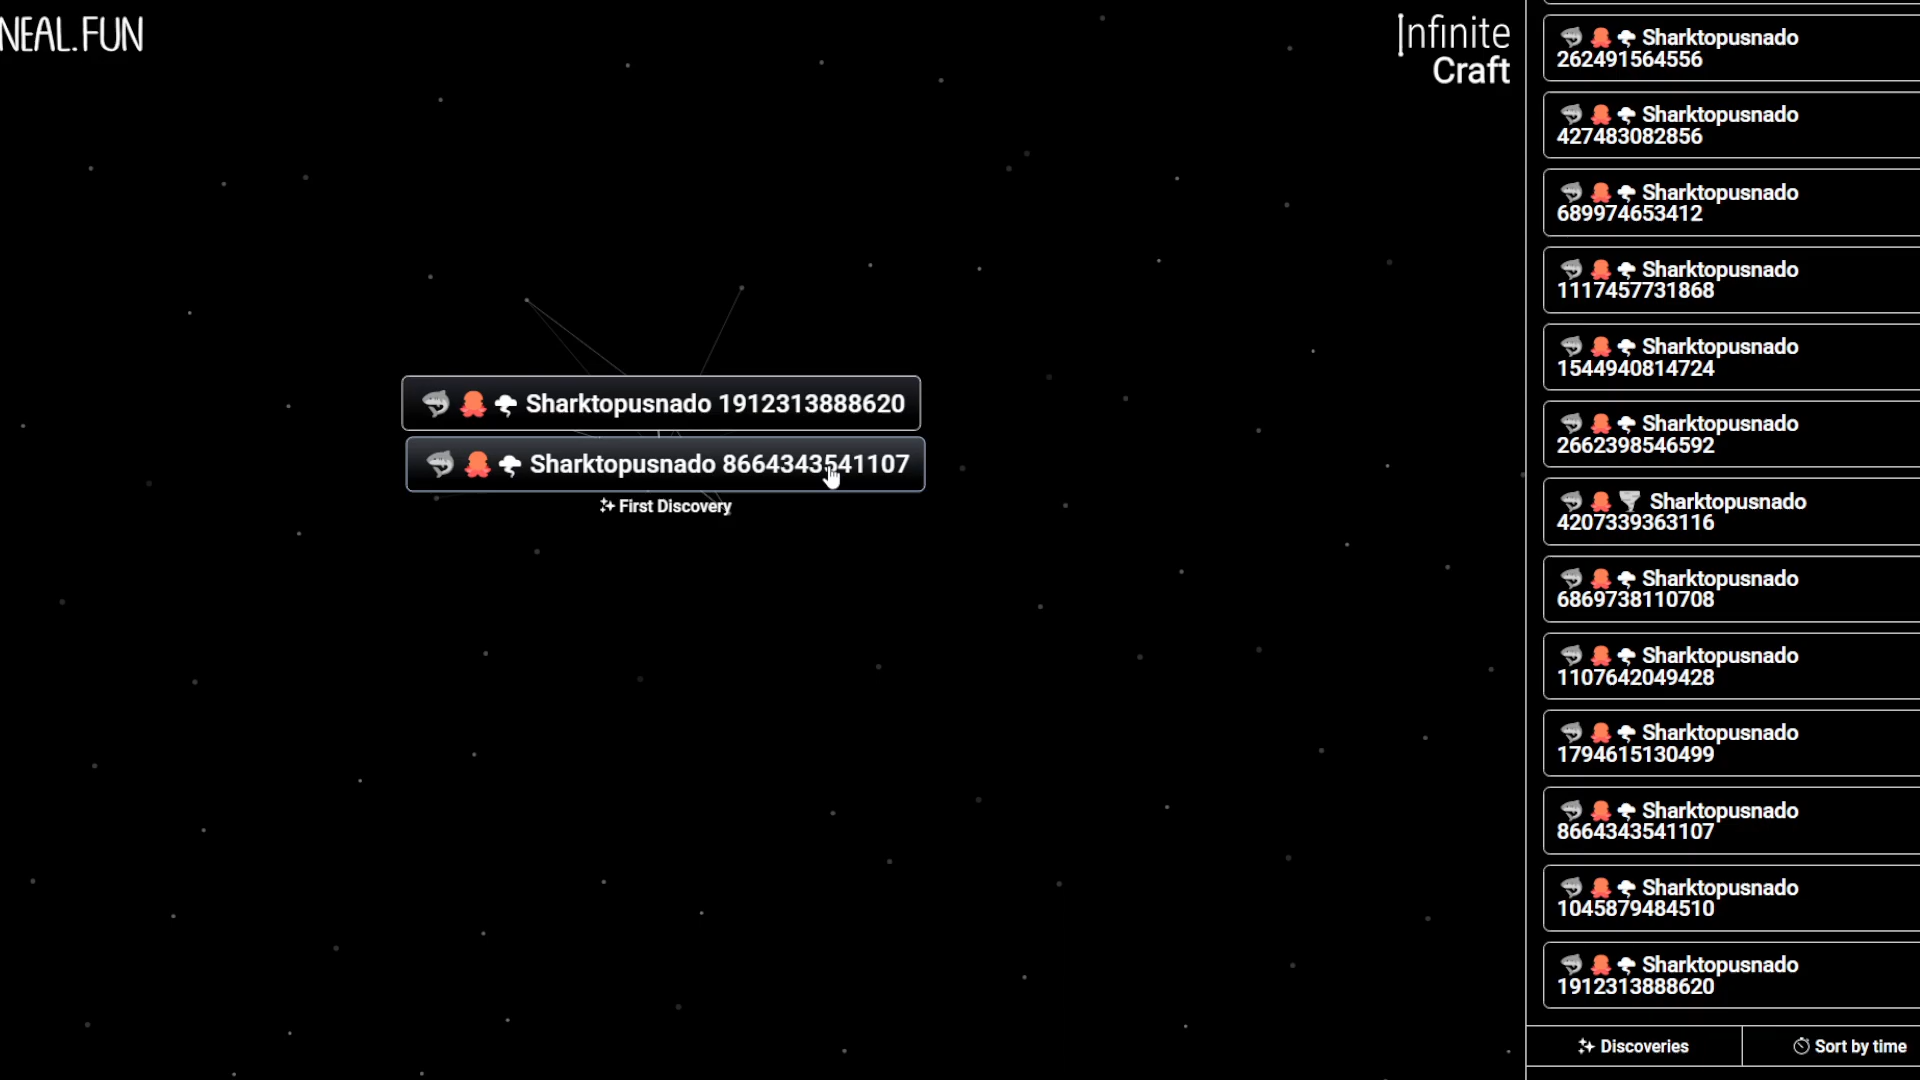 NEAL.FUN
Infinite
Craft
Sharktopusnado 1912313888620
Sharktopusnado 8664343541107
First Discovery
Sharktopusnado
262491564556
Sharktopusnado
427483082856
Sharktopusnado
689974653412
Sharktopusnado
1117457731868
Sharktopusnado
1544940814724
Sharktopusnado
2662398546592
Sharktopusnado
4207339363116
Sharktopusnado
6869738110708
Sharktopusnado
1107642049428
Sharktopusnado
1794615130499
Sharktopusnado
8664343541107
Sharktopusnado
1045879484510
Sharktopusnado
1912313888620
Discoveries
Sort by time